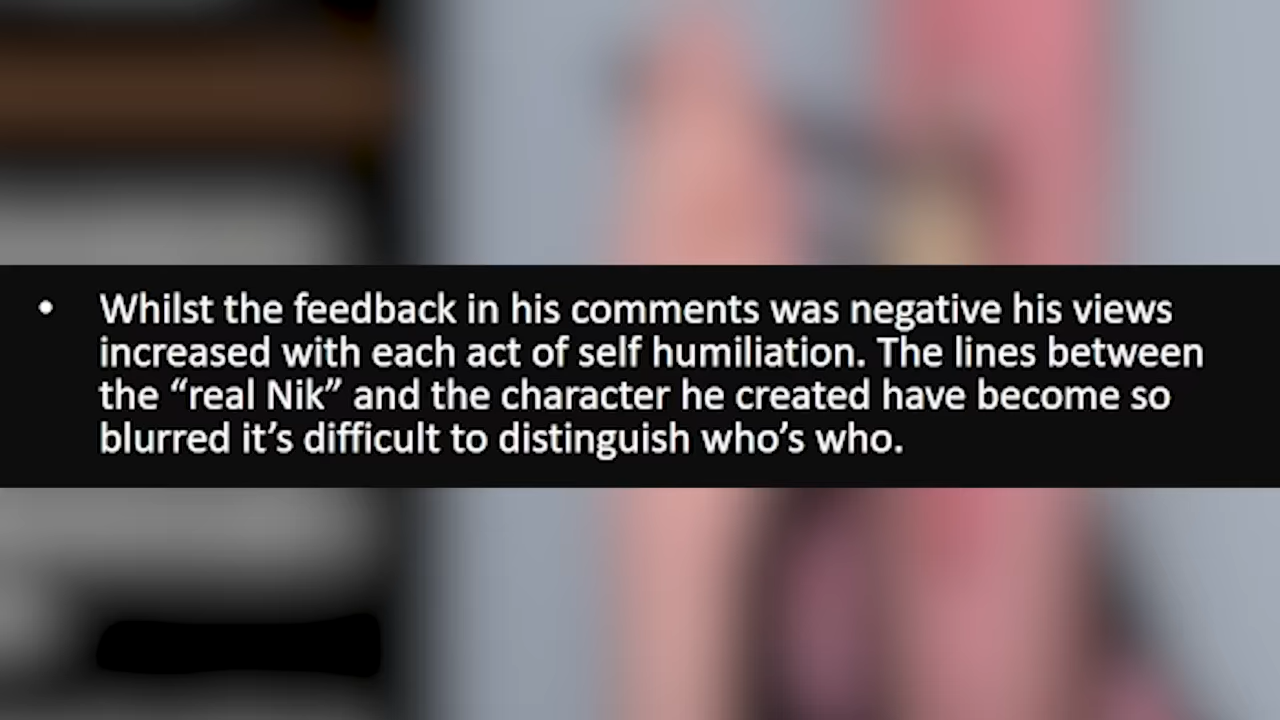 • Whilst the feedback in his comments was negative his views
increased with each act of self humiliation. The lines between
the “real Nik” and the character he created have become so
blurred it’s difficult to distinguish who’s who.